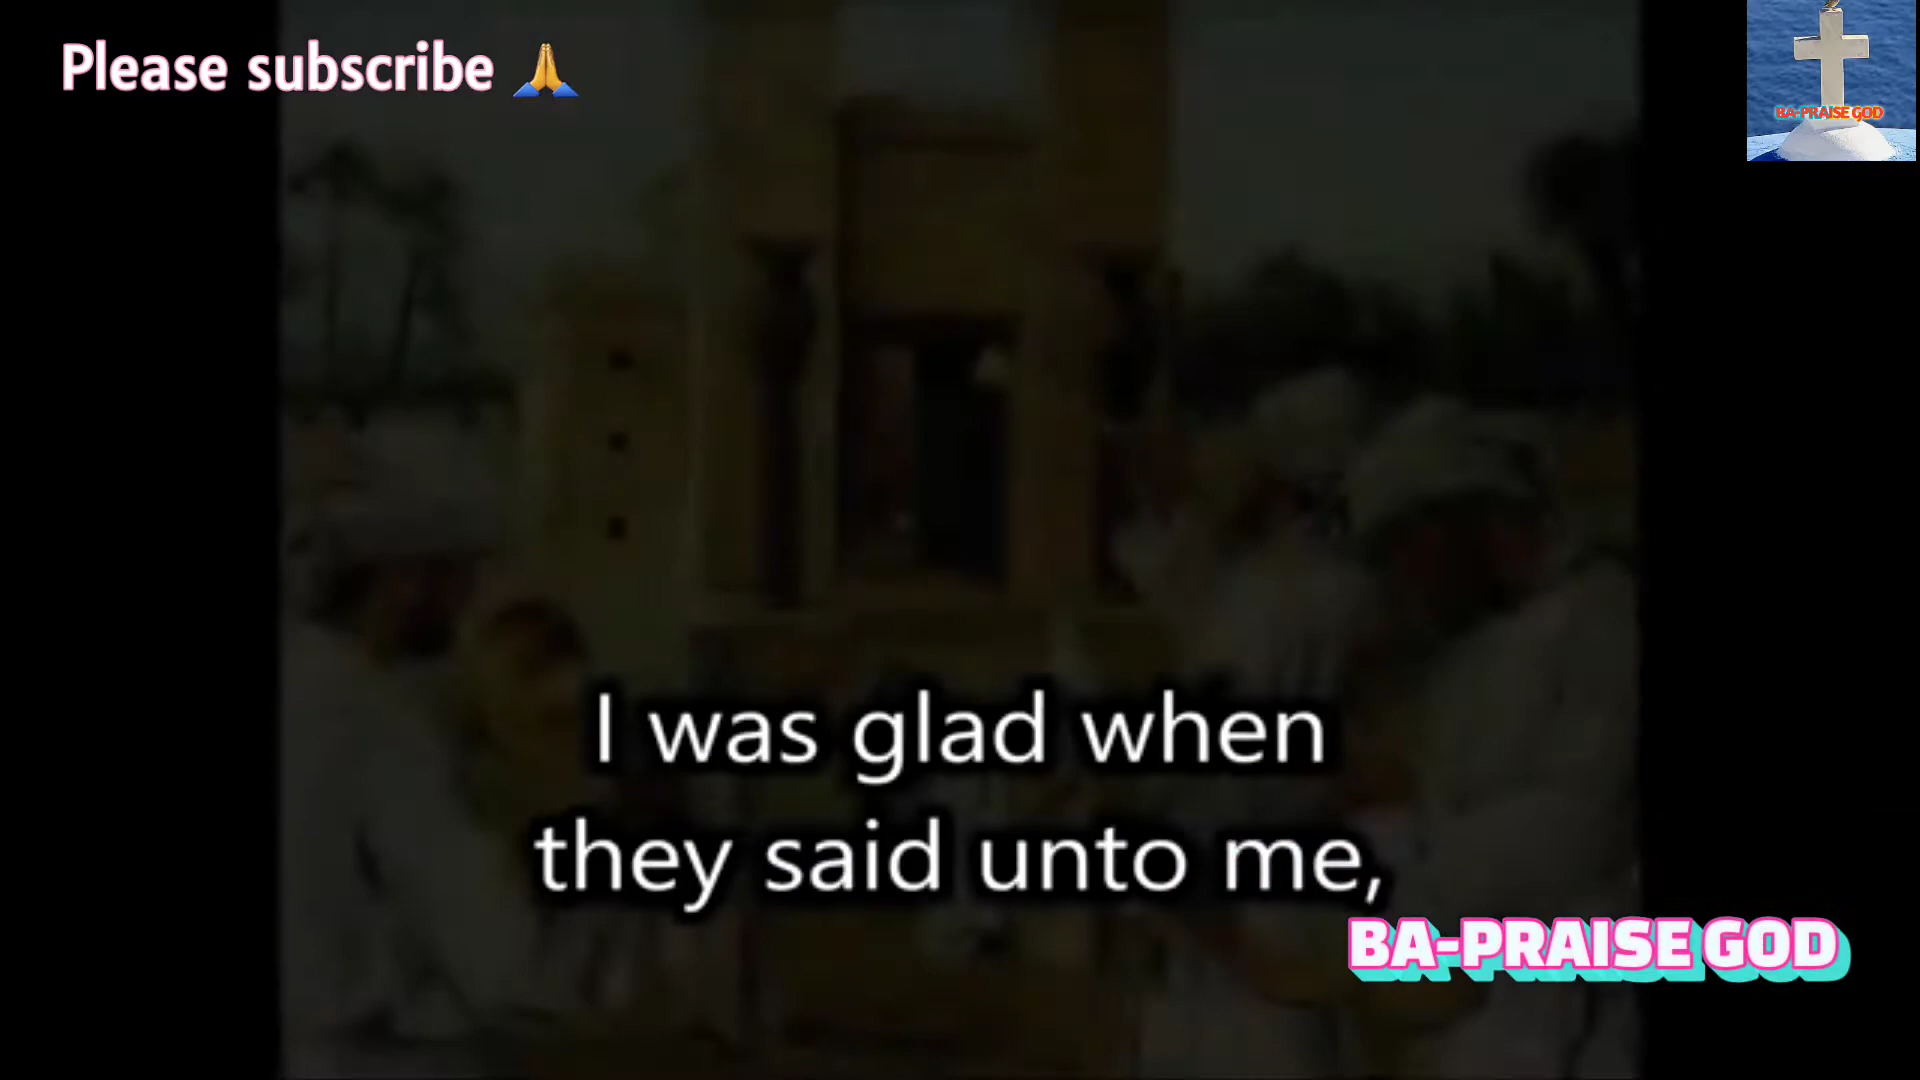 Please subscribe 🙏
BA-PRAISE GOD
I was glad when
they said unto me,
BA-PRAISE GOD